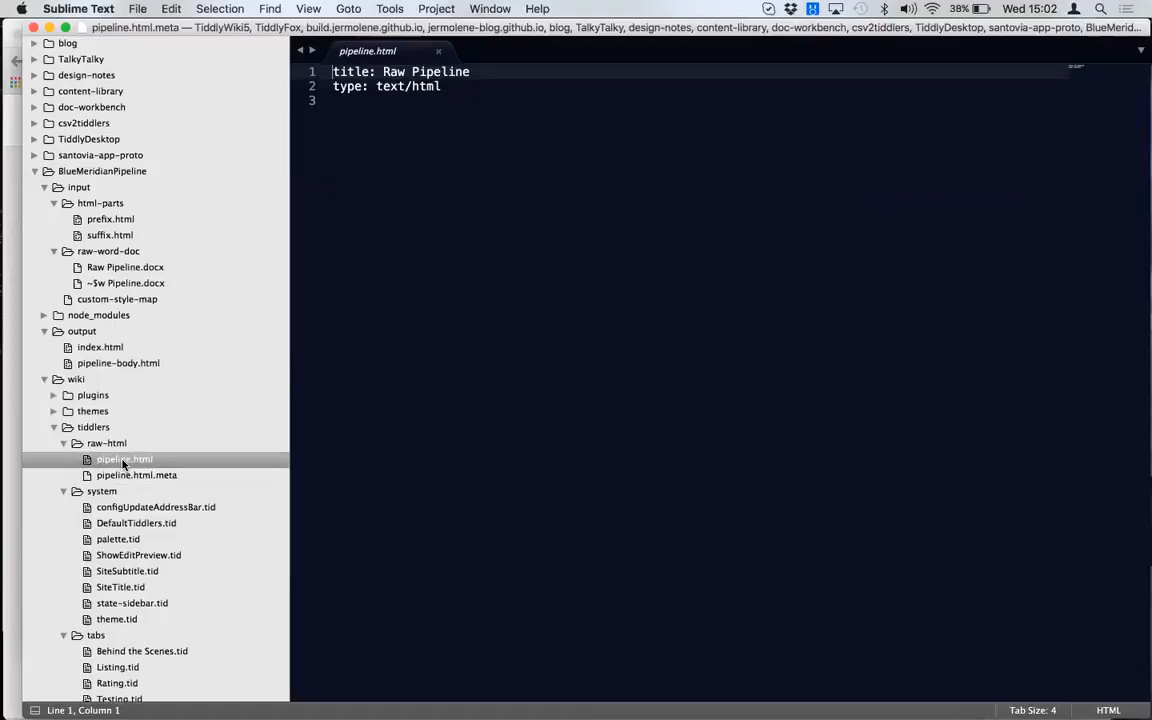 Sublime Text File Edit Selection Find View Goto Tools Project Window Help 38% Wed 15:02
pipeline.html.meta — TiddlyWiki5, TiddlyFox, build.jermolene.github.io, jermolene-blog.github.io, blog, TalkyTalky, design-notes, content-library, doc-workbench, csv2tiddlers, TiddlyDesktop, santovia-app-proto, BlueMerid...
blog
TalkyTalky
design-notes
content-library
doc-workbench
csv2tiddlers
TiddlyDesktop
santovia-app-proto
BlueMeridianPipeline
input
html-parts
prefix.html
suffix.html
raw-word-doc
Raw Pipeline.docx
~$w Pipeline.docx
custom-style-map
node_modules
output
index.html
pipeline-body.html
wiki
plugins
themes
tiddlers
raw-html
pipeline.html
pipeline.html.meta
system
configUpdateAddressBar.tid
DefaultTiddlers.tid
palette.tid
ShowEditPreview.tid
SiteSubtitle.tid
SiteTitle.tid
state-sidebar.tid
theme.tid
tabs
Behind the Scenes.tid
Listing.tid
Rating.tid
Testing.tid
pipeline.html
1 title: Raw Pipeline
2 type: text/html
3
Line 1, Column 1 Tab Size: 4 HTML